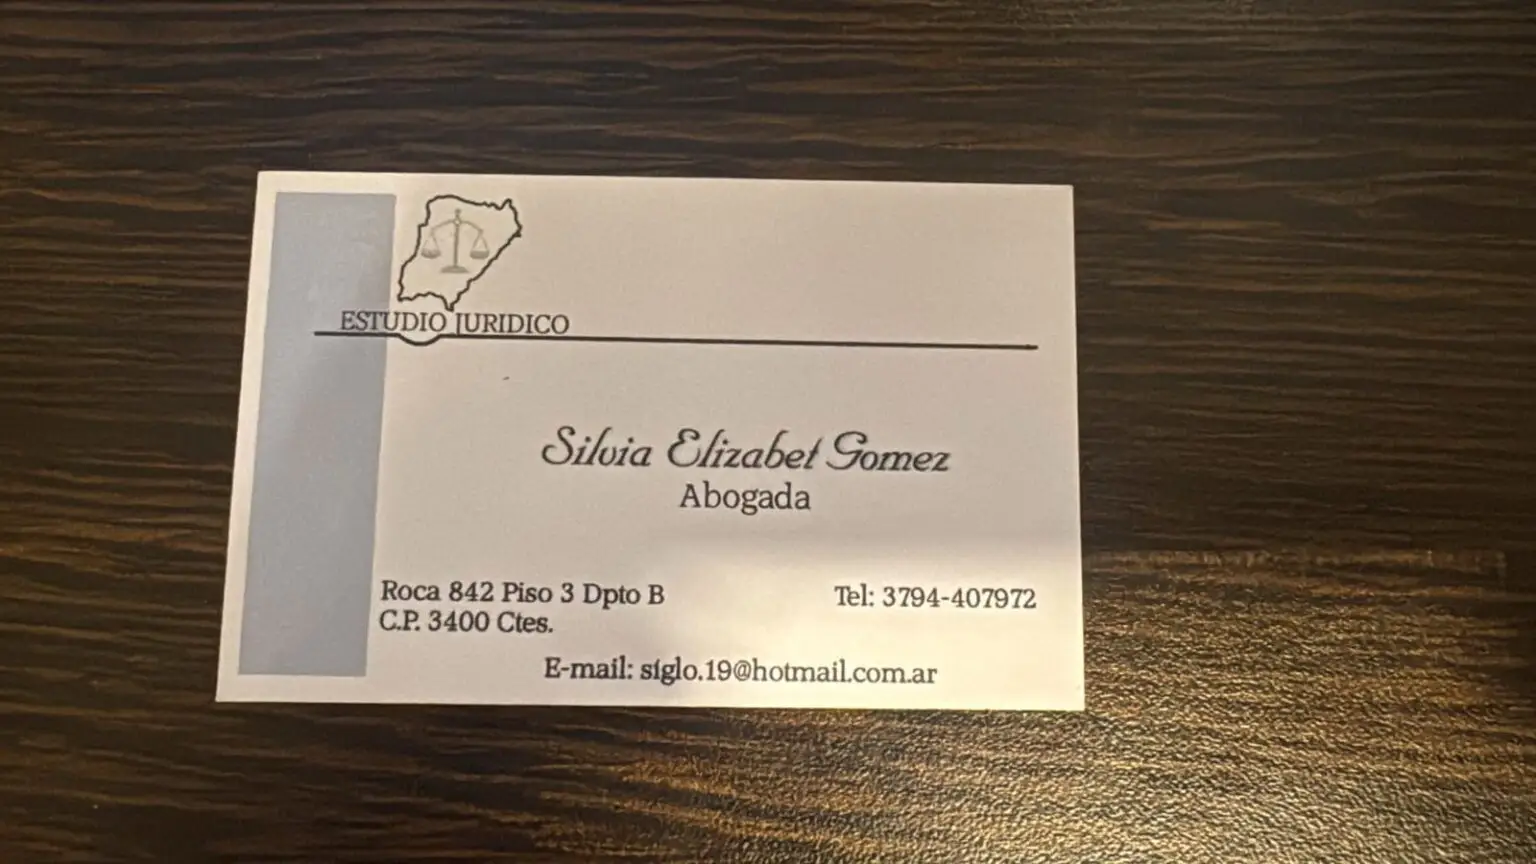 ESTUDIO JURIDICO
Silvia Elizabet Gomez
Abogada
Roca 842 Piso 3 Dpto B
C.P. 3400 Ctes.
Tel: 3794-407972
E-mail: siglo.19@hotmail.com.ar